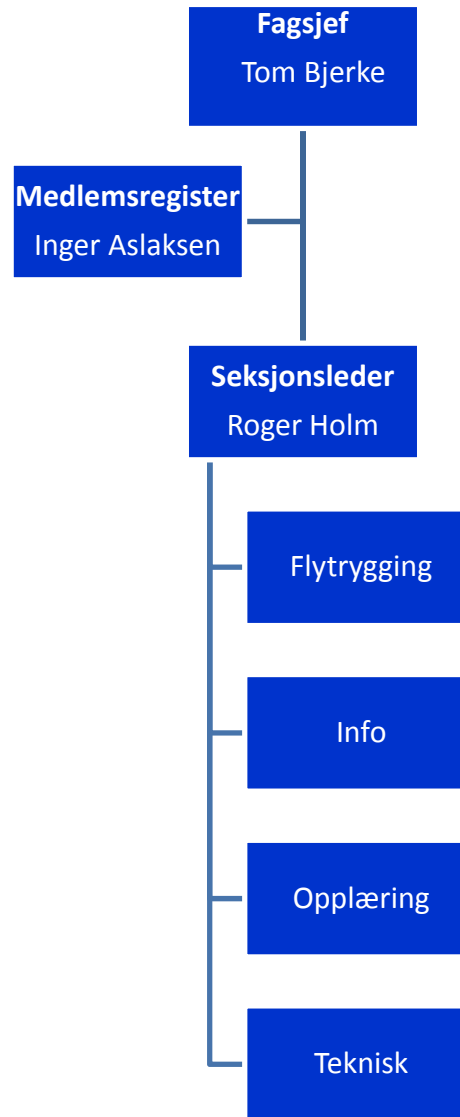 Fagsjef
Tom Bjerke
Medlemsregister
Inger Aslaksen
Seksjonsleder
Roger Holm
Flytrygging
Info
Opplæring
Teknisk